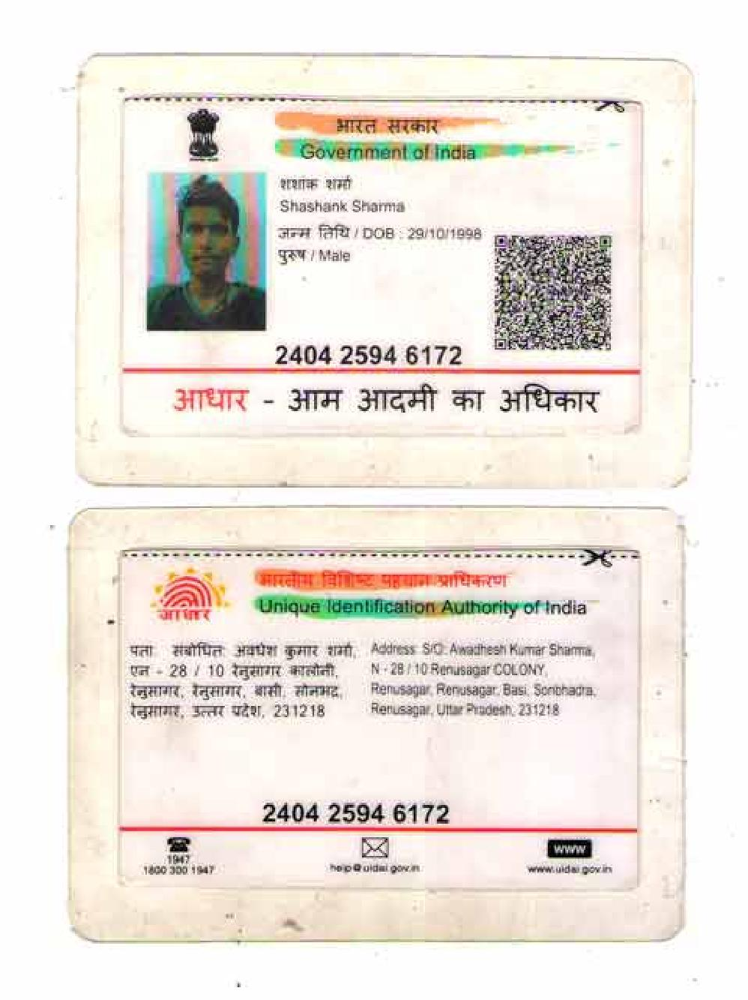 भारत सरकार
Government of India
शशांक शर्मा
Shashank Sharma
जन्म तिथि / DOB : 29/10/1998
पुरुष / Male
2404 2594 6172
आधार - आम आदमी का अधिकार
भारतीय विशिष्ट पहचान प्राधिकरण
Unique Identification Authority of India
आधार
पता संबोधित: अवधेश कुमार शर्मा,
एन - 28 / 10 रेनुसागर कालोनी,
रेनुसागर, रेनुसागर, बासी, सोनभद्र,
रेनुसागर, उत्तर प्रदेश, 231218
Address: S/O: Awadhesh Kumar Sharma,
N - 28 / 10 Renusagar COLONY,
Renusagar, Renusagar, Basi, Sonbhadra,
Renusagar, Uttar Pradesh, 231218
2404 2594 6172
1947
1800 300 1947
help@uidai.gov.in
www
www.uidai.gov.in